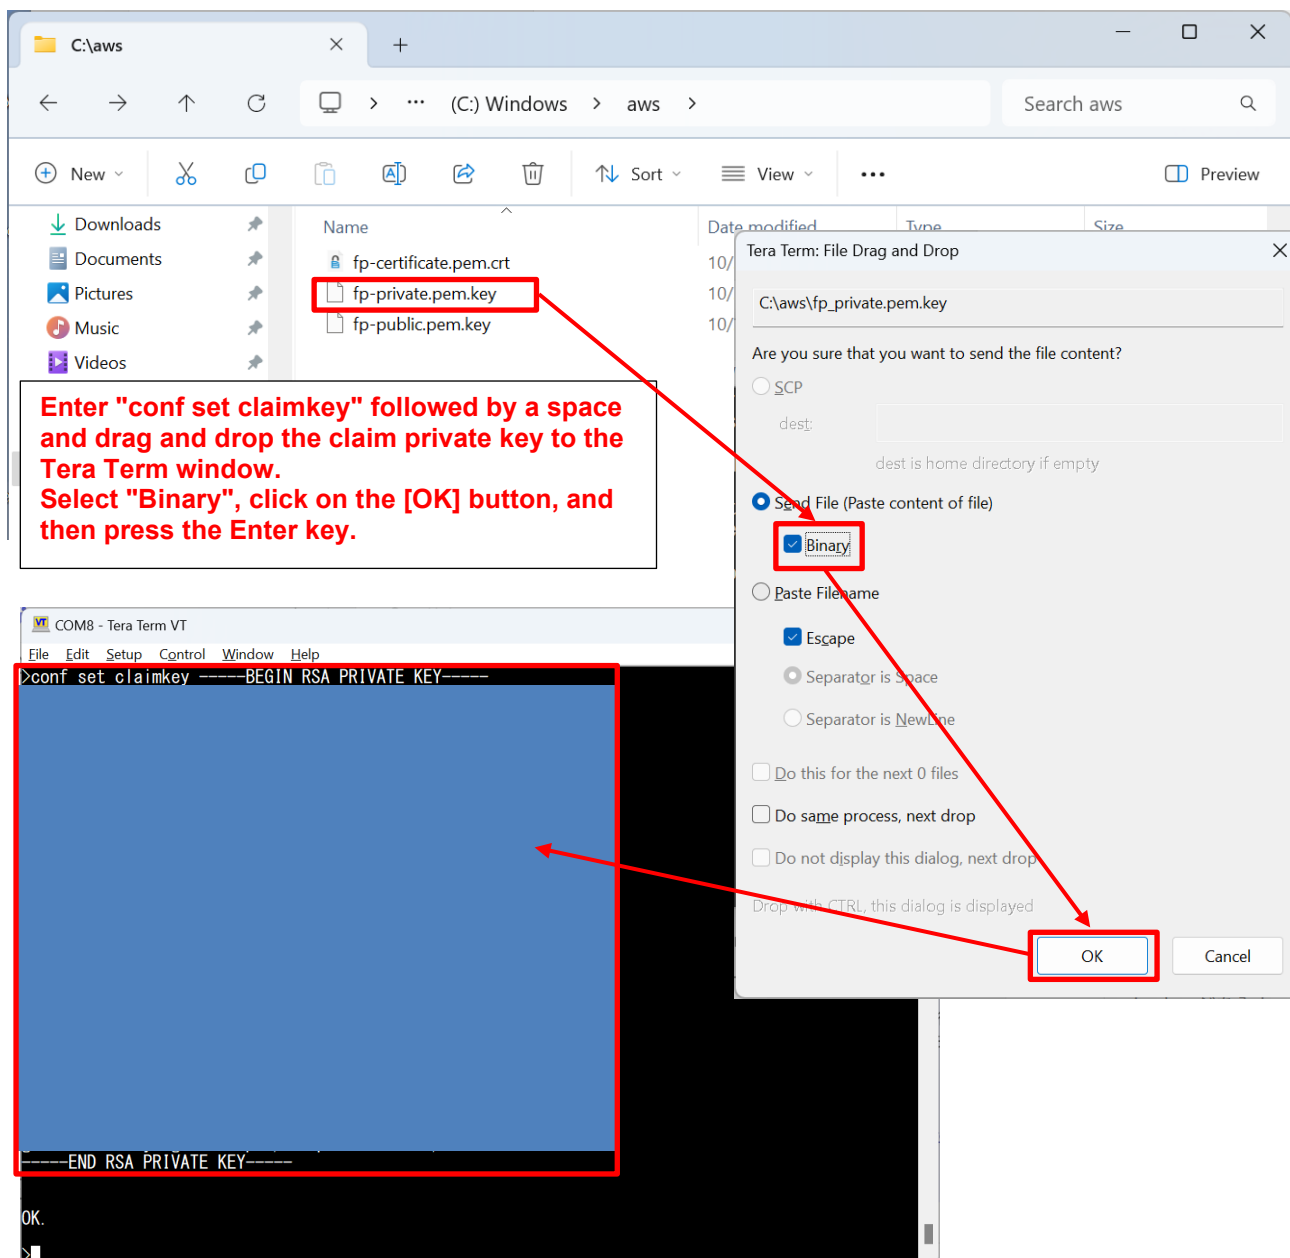 C:\aws
(C:) Windows > aws >
Search aws
New
Sort
View
Preview
Downloads
Documents
Pictures
Music
Videos
Name
Date modified
Type
Size
fp-certificate.pem.crt
10/
fp-private.pem.key
10/
fp-public.pem.key
10/
Enter "conf set claimkey" followed by a space
and drag and drop the claim private key to the
Tera Term window.
Select "Binary", click on the [OK] button, and
then press the Enter key.
Tera Term: File Drag and Drop
C:\aws\fp_private.pem.key
Are you sure that you want to send the file content?
SCP
dest:
dest is home directory if empty
Send File (Paste content of file)
Binary
Paste Filename
Escape
Separator is Space
Separator is NewLine
Do this for the next 0 files
Do same process, next drop
Do not display this dialog, next drop
Drop with CTRL, this dialog is displayed
OK
Cancel
COM8 - Tera Term VT
File Edit Setup Control Window Help
>conf set claimkey -----BEGIN RSA PRIVATE KEY-----
-----END RSA PRIVATE KEY-----
OK.
>